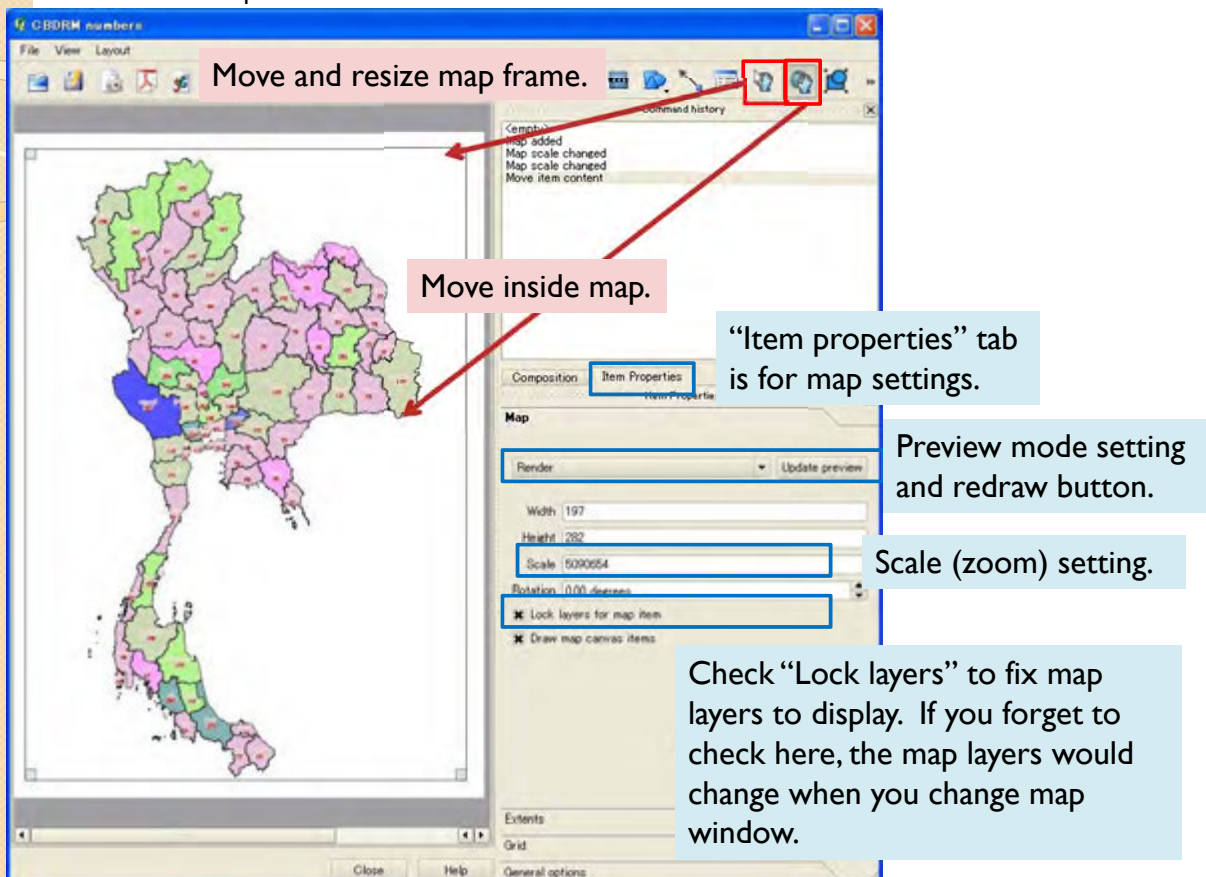 CBDRM numbers
File View Layout
Move and resize map frame.
Command history
<empty>
Map added
Map scale changed
Map scale changed
Move item content
Move inside map.
“Item properties” tab
is for map settings.
Composition Item Properties
Map
Preview mode setting
and redraw button.
Render Update preview
Width 197
Height 282
Scale 5090654
Scale (zoom) setting.
Rotation 0.00 degrees
Lock layers for map item
Draw map canvas items
Check “Lock layers” to fix map
layers to display. If you forget to
check here, the map layers would
change when you change map
window.
Extents
Grid
General options
Close Help